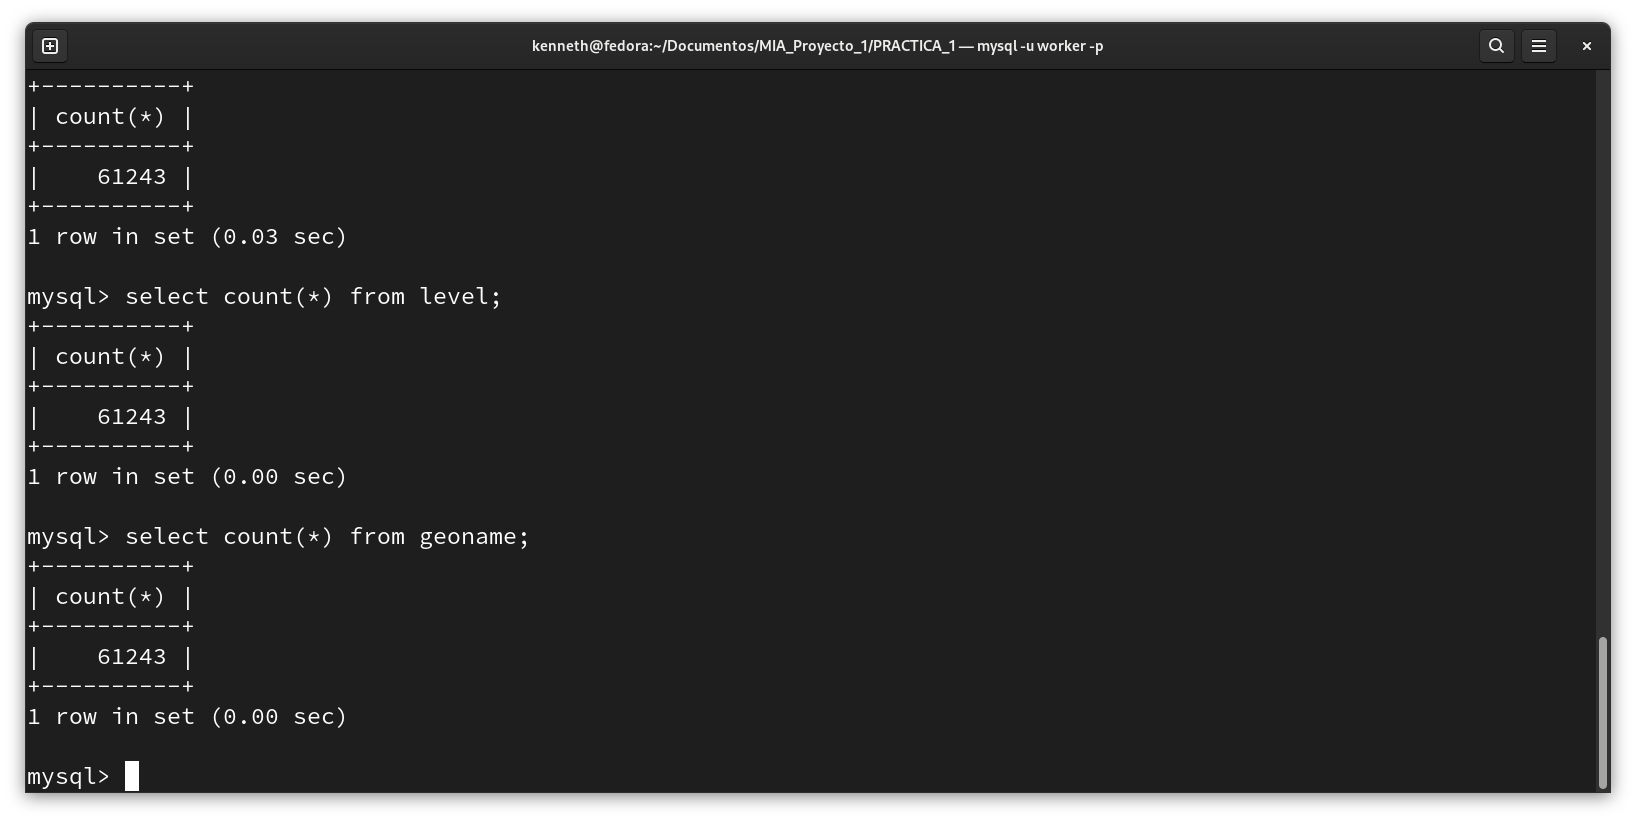 kenneth@fedora:~/Documentos/MIA_Proyecto_1/PRACTICA_1 — mysql -u worker -p
+----------+
| count(*) |
+----------+
|    61243 |
+----------+
1 row in set (0.03 sec)

mysql> select count(*) from level;
+----------+
| count(*) |
+----------+
|    61243 |
+----------+
1 row in set (0.00 sec)

mysql> select count(*) from geoname;
+----------+
| count(*) |
+----------+
|    61243 |
+----------+
1 row in set (0.00 sec)

mysql>